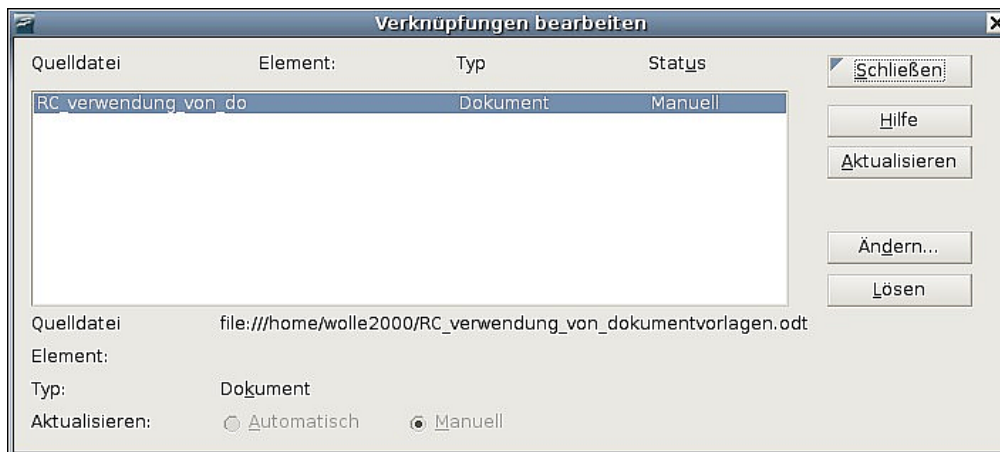 Verknüpfungen bearbeiten
Quelldatei Element: Typ Status
Schließen
RC_verwendung_von_do Dokument Manuell
Hilfe
Aktualisieren
Ändern...
Lösen
Quelldatei file:///home/wolle2000/RC_verwendung_von_dokumentvorlagen.odt
Element:
Typ: Dokument
Aktualisieren: Automatisch Manuell